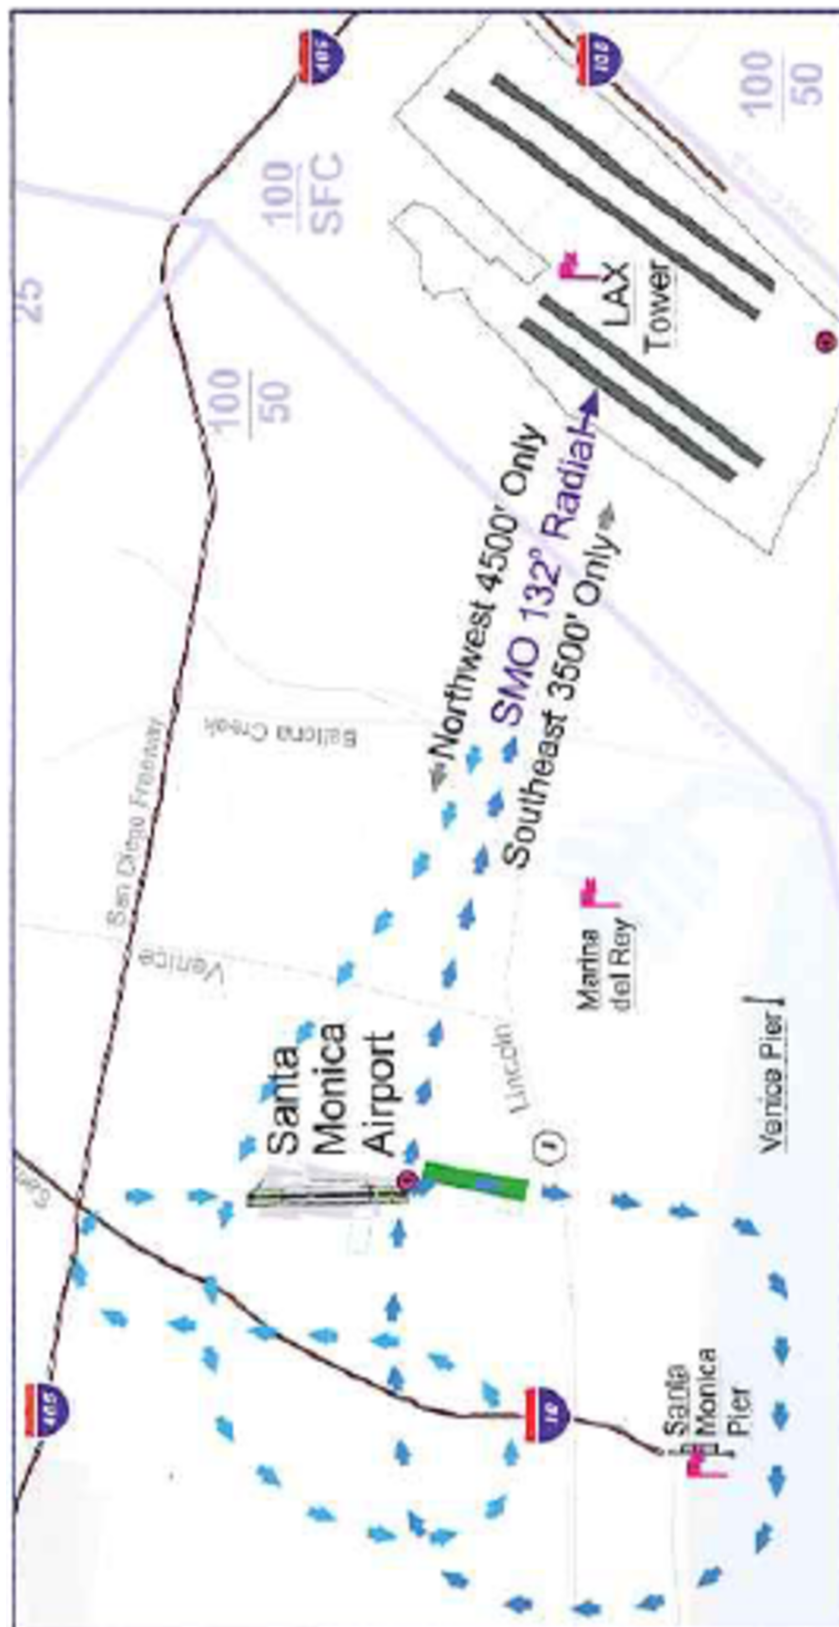 405
105
100
50
100
SFC
25
100
50
LAX
Tower
Northwest 4500' Only
SMO 132° Radial
Southeast 3500' Only
Ballona Creek
San Diego Freeway
Venice
Lincoln
1
Marina
del Rey
Venice Pier
Santa
Monica
Airport
405
10
Santa
Monica
Pier